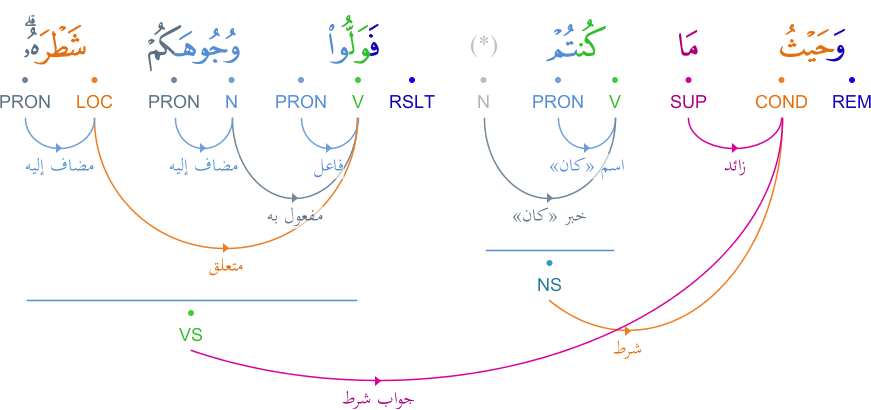 وَحَيْثُ مَا كُنتُمْ (*) فَوَلُّوا۟ وُجُوهَكُمْ شَطْرَهُۥ ۗ
REM COND SUP V PRON N RSLT V PRON N PRON LOC PRON
زائد اسم «كان» فاعل مضاف إليه مضاف إليه
خبر «كان» مفعول به
متعلق
NS
VS
شرط
جواب شرط